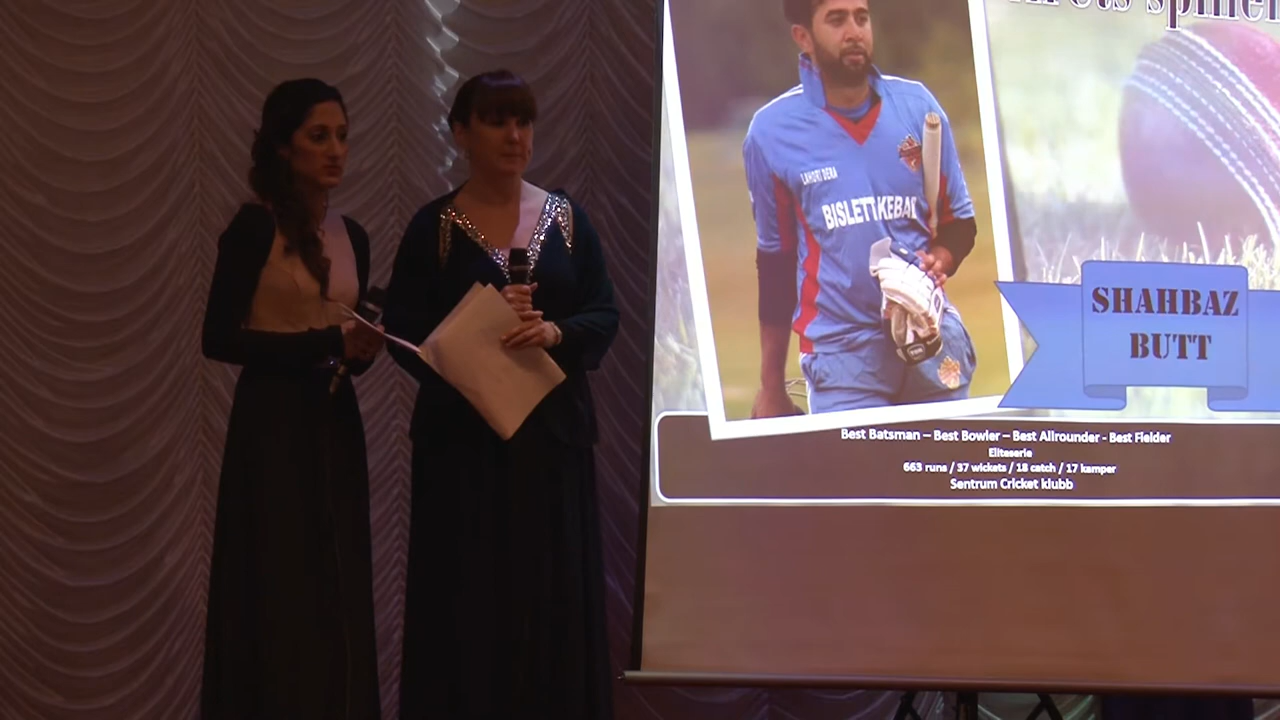 spiller
LAHORI DERA
BISLETT KEBAB
SHAHBAZ
BUTT
Best Batsman – Best Bowler – Best Allrounder - Best Fielder
Eliteserie
663 runs / 37 wickets / 18 catch / 17 kamper
Sentrum Cricket klubb